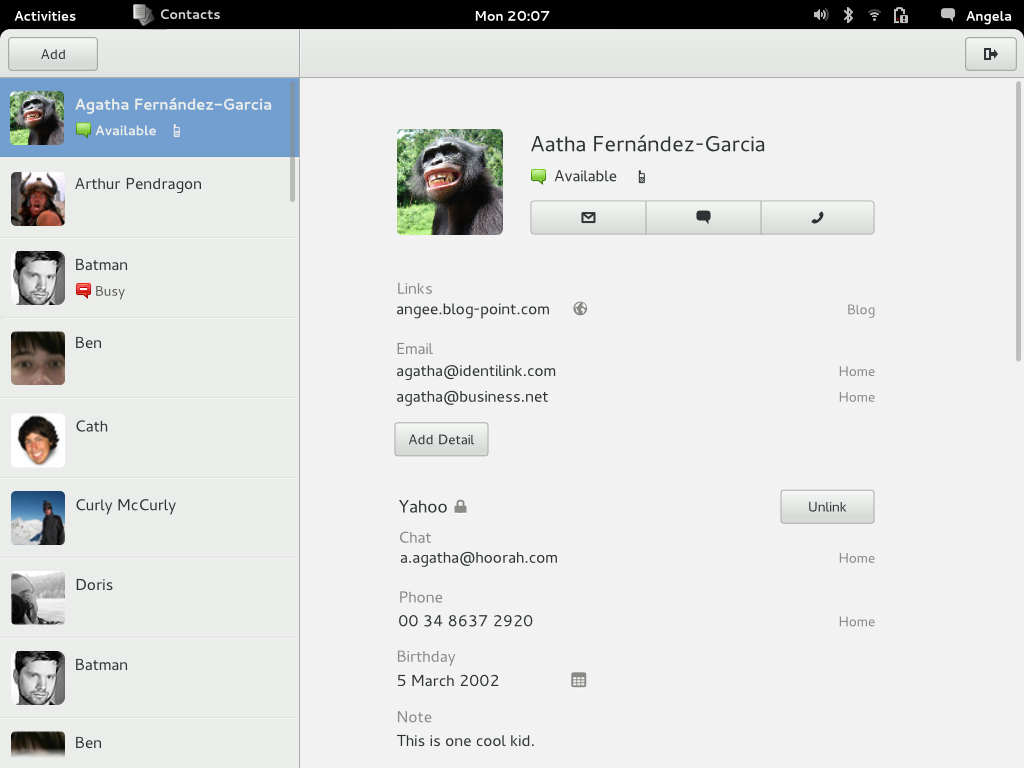 Activities Contacts Mon 20:07 Angela
Add
Agatha Fernández-Garcia
Available
Arthur Pendragon
Batman
Busy
Ben
Cath
Curly McCurly
Doris
Batman
Ben
Aatha Fernández-Garcia
Available
Links
angee.blog-point.com Blog
Email
agatha@identilink.com Home
agatha@business.net Home
Add Detail
Yahoo Unlink
Chat
a.agatha@hoorah.com Home
Phone
00 34 8637 2920 Home
Birthday
5 March 2002
Note
This is one cool kid.